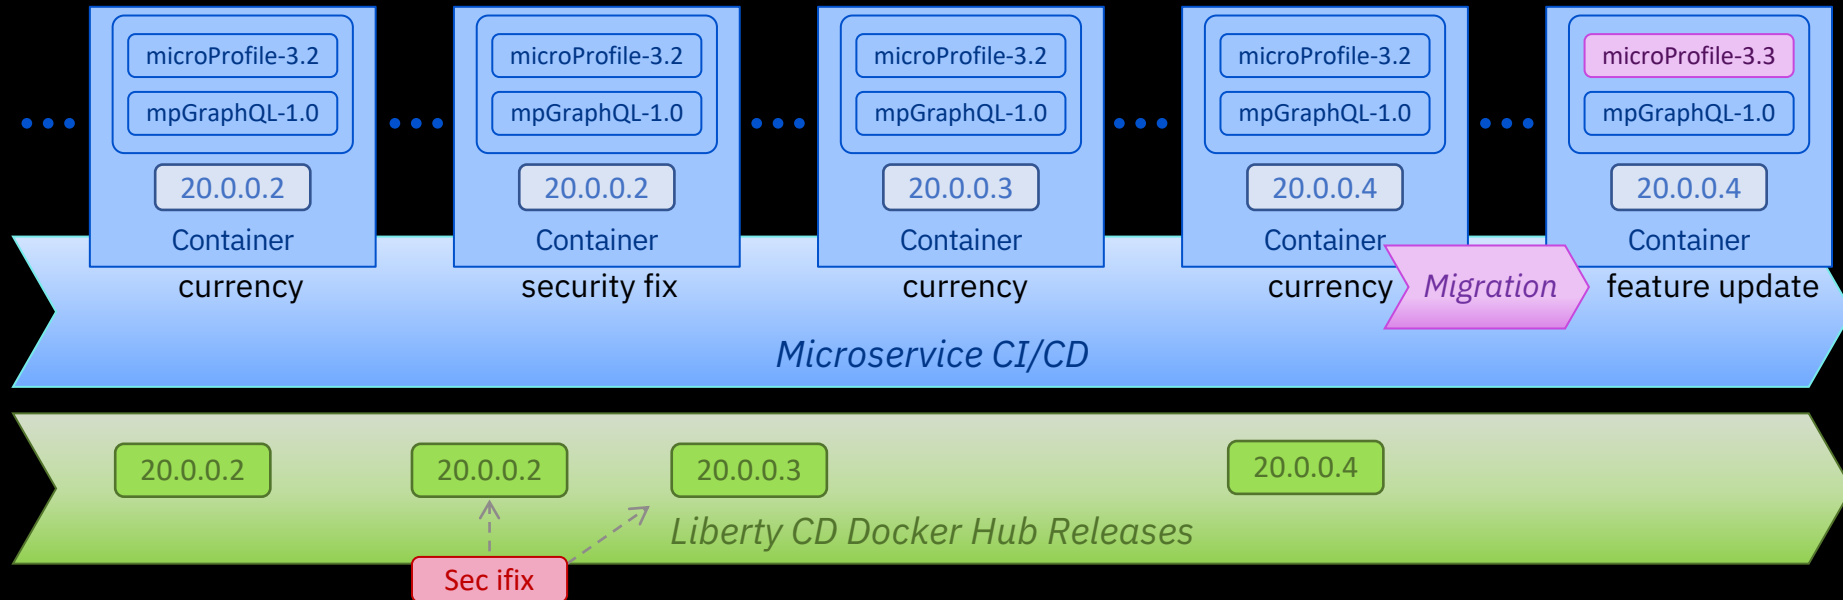 microProfile-3.2
mpGraphQL-1.0
20.0.0.2
Container
currency
microProfile-3.2
mpGraphQL-1.0
20.0.0.2
Container
security fix
microProfile-3.2
mpGraphQL-1.0
20.0.0.3
Container
currency
microProfile-3.2
mpGraphQL-1.0
20.0.0.4
Container
currency
Migration
microProfile-3.3
mpGraphQL-1.0
20.0.0.4
Container
feature update
Microservice CI/CD
20.0.0.2
20.0.0.2
20.0.0.3
20.0.0.4
Liberty CD Docker Hub Releases
Sec ifix